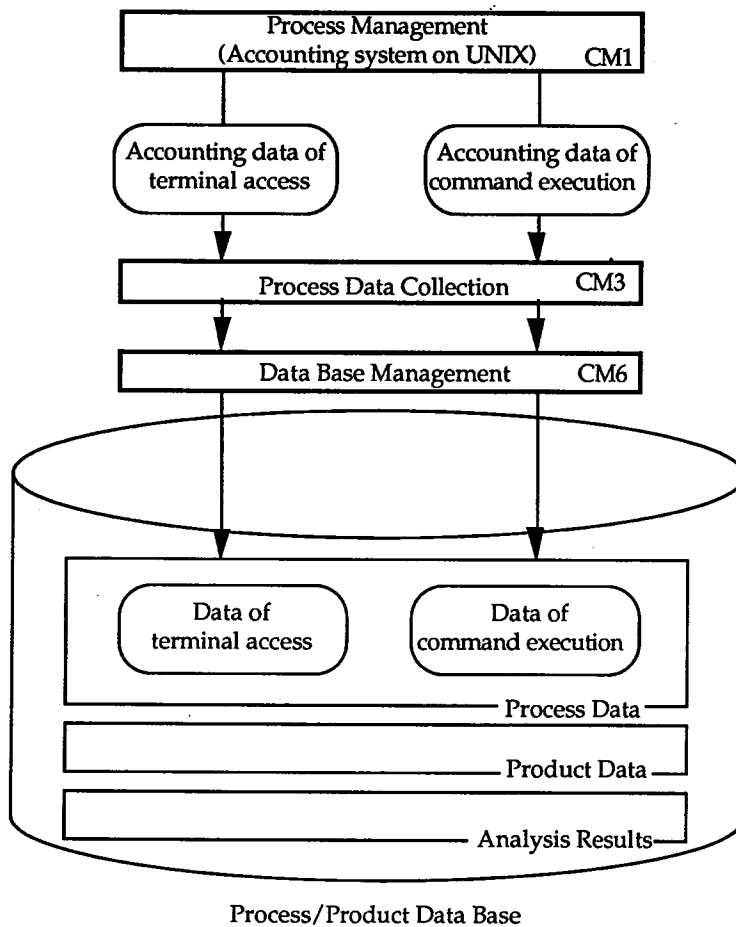 Process Management
(Accounting system on UNIX) CM1
Accounting data of
terminal access
Accounting data of
command execution
Process Data Collection CM3
Data Base Management CM6
Data of
terminal access
Data of
command execution
Process Data
Product Data
Analysis Results
Process/Product Data Base